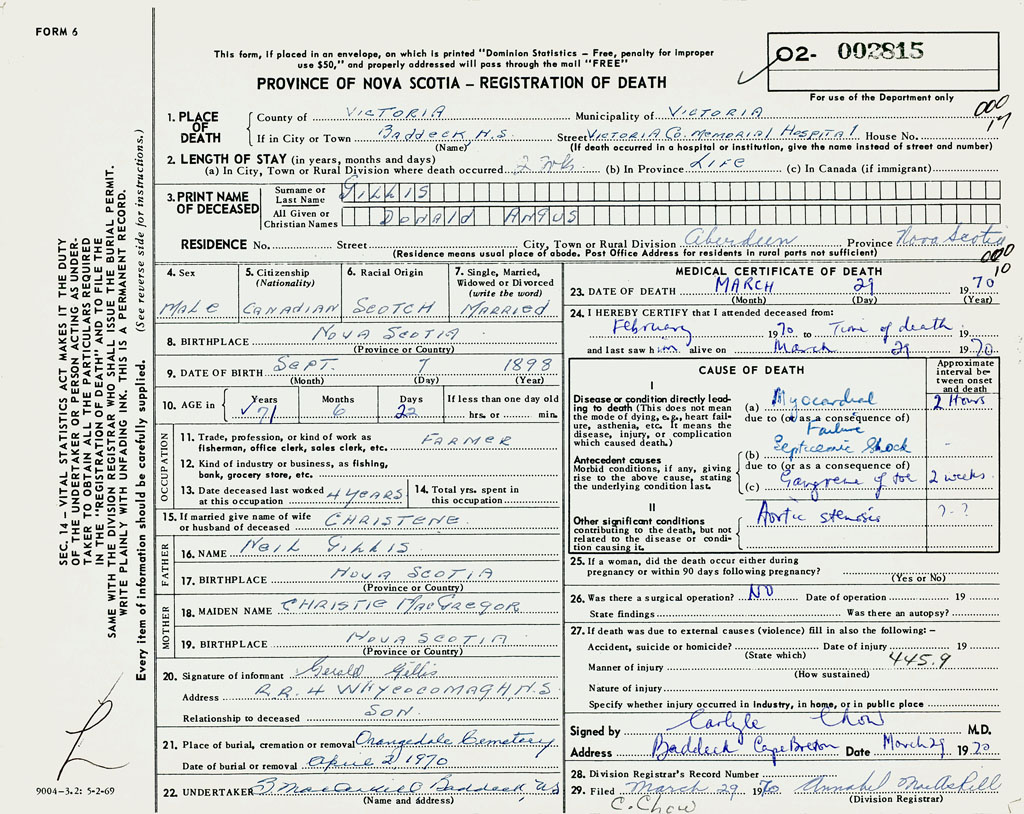 FORM 6
This form, if placed in an envelope, on which is printed "Dominion Statistics – Free, penalty for improper
use $50," and properly addressed will pass through the mail "FREE"
PROVINCE OF NOVA SCOTIA – REGISTRATION OF DEATH
02- 002815
For use of the Department only
1. PLACE OF DEATH
County of VICTORIA Municipality of VICTORIA
000
17
If in City or Town Baddeck N.S. Street Victoria Co. Memorial Hospital House No.
(Name) (If death occurred in a hospital or institution, give the name instead of street and number)
2. LENGTH OF STAY (in years, months and days)
(a) In City, Town or Rural Division where death occurred 2 wks (b) In Province LIFE (c) In Canada (if immigrant)
3. PRINT NAME OF DECEASED
Surname or Last Name GILLIS
All Given or Christian Names DONALD ANGUS
RESIDENCE No. Street City, Town or Rural Division Aberdeen Province Nova Scotia
(Residence means usual place of abode. Post Office Address for residents in rural parts not sufficient)
000
10
4. Sex
MALE
5. Citizenship
(Nationality)
CANADIAN
6. Racial Origin
SCOTCH
7. Single, Married,
Widowed or Divorced
(write the word)
MARRIED
8. BIRTHPLACE NOVA SCOTIA
(Province or Country)
9. DATE OF BIRTH SEPT. 7 1898
(Month) (Day) (Year)
10. AGE in
Years Months Days If less than one day old
71 6 22 hrs. or min.
OCCUPATION
11. Trade, profession, or kind of work as
fisherman, office clerk, sales clerk, etc. FARMER
12. Kind of industry or business, as fishing,
bank, grocery store, etc.
13. Date deceased last worked
at this occupation 4 YEARS
14. Total yrs. spent in
this occupation
15. If married give name of wife
or husband of deceased CHRISTENE
FATHER
16. NAME NEIL GILLIS
17. BIRTHPLACE NOVA SCOTIA
(Province or Country)
MOTHER
18. MAIDEN NAME CHRISTIE MACGREGOR
19. BIRTHPLACE NOVA SCOTIA
(Province or Country)
20. Signature of informant Gerald Gillis
Address R.R. 4 WHYCOCOMAGH, N.S.
Relationship to deceased SON.
21. Place of burial, cremation or removal Orangedale Cemetary
Date of burial or removal April 2 1970
22. UNDERTAKER Baddeck, NS
(Name and address)
MEDICAL CERTIFICATE OF DEATH
23. DATE OF DEATH MARCH 29 1970
(Month) (Day) (Year)
24. I HEREBY CERTIFY that I attended deceased from:
February 1970 to Time of death 19
and last saw him alive on March 29 1970
CAUSE OF DEATH
Approximate
interval be-
tween onset
and death
I
Disease or condition directly lead-
ing to death (This does not mean
the mode of dying, e.g., heart fail-
ure, asthenia, etc. It means the
disease, injury, or complication
which caused death.)
(a) Myocardial 2 Hours
due to (or as a consequence of)
Failure
(b) Septicemic Shock -
Antecedent causes
Morbid conditions, if any, giving
rise to the above cause, stating
the underlying condition last.
due to (or as a consequence of)
(c) Gangrene of toe 2 weeks
II
Other significant conditions
contributing to the death, but not
related to the disease or condi-
tion causing it.
Aortic stenosis ? ?
25. If a woman, did the death occur either during
pregnancy or within 90 days following pregnancy?
(Yes or No)
26. Was there a surgical operation? NO Date of operation 19
State findings Was there an autopsy?
27. If death was due to external causes (violence) fill in also the following: –
Accident, suicide or homicide? Date of injury 19
(State which)
445.9
Manner of injury
(How sustained)
Nature of injury
Specify whether injury occurred in industry, in home, or in public place
Signed by Carlyle Chow M.D.
Address Baddeck Cape Breton Date March 29 1970
28. Division Registrar's Record Number
29. Filed March 29 1970 Annabel MacAskill
(Division Registrar)
C. Chow
SEC. 14 – VITAL STATISTICS ACT MAKES IT THE DUTY
OF THE UNDERTAKER OR PERSON ACTING AS UNDER-
TAKER TO OBTAIN ALL THE PARTICULARS REQUIRED
IN THE "REGISTRATION OF DEATH" AND TO FILE THE
SAME WITH THE DIVISION REGISTRAR WHO SHALL ISSUE THE BURIAL PERMIT.
WRITE PLAINLY WITH UNFADING INK. THIS IS A PERMANENT RECORD.
Every item of information should be carefully supplied. (See reverse side for instructions.)
9004-3.2: 5-2-69